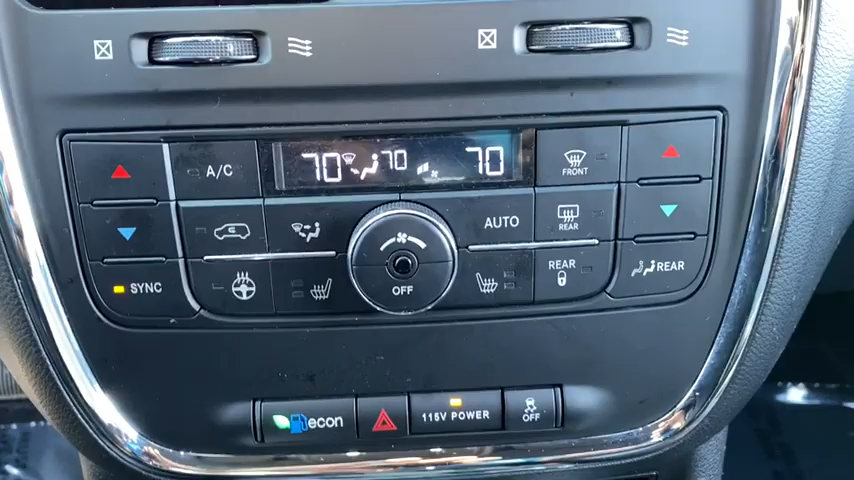 A/C
70 70 70
FRONT
AUTO
REAR
SYNC
OFF
REAR
REAR
econ
115V POWER
OFF